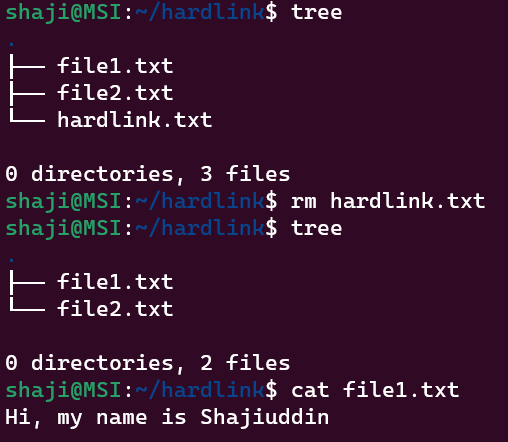 shaji@MSI:~/hardlink$ tree
.
├── file1.txt
├── file2.txt
└── hardlink.txt
0 directories, 3 files
shaji@MSI:~/hardlink$ rm hardlink.txt
shaji@MSI:~/hardlink$ tree
.
├── file1.txt
└── file2.txt
0 directories, 2 files
shaji@MSI:~/hardlink$ cat file1.txt
Hi, my name is Shajiuddin